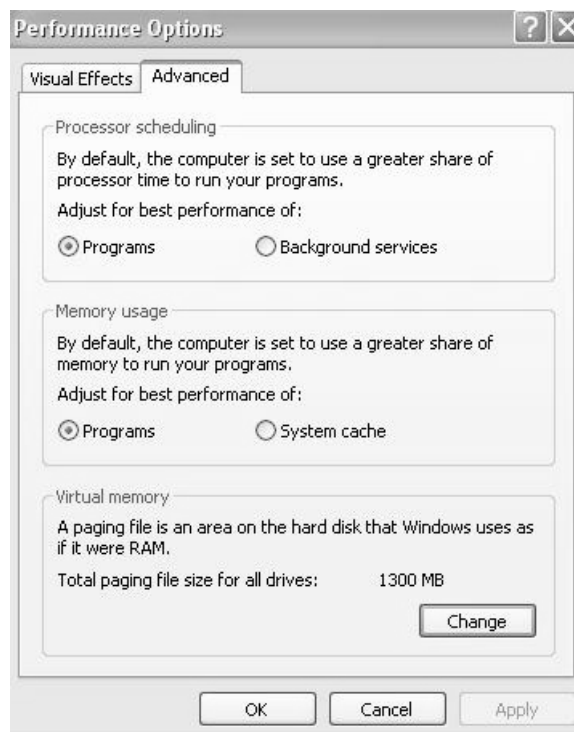 Performance Options
Visual Effects
Advanced
Processor scheduling
By default, the computer is set to use a greater share of
processor time to run your programs.
Adjust for best performance of:
Programs
Background services
Memory usage
By default, the computer is set to use a greater share of
memory to run your programs.
Adjust for best performance of:
Programs
System cache
Virtual memory
A paging file is an area on the hard disk that Windows uses as
if it were RAM.
Total paging file size for all drives: 1300 MB
Change
OK Cancel Apply